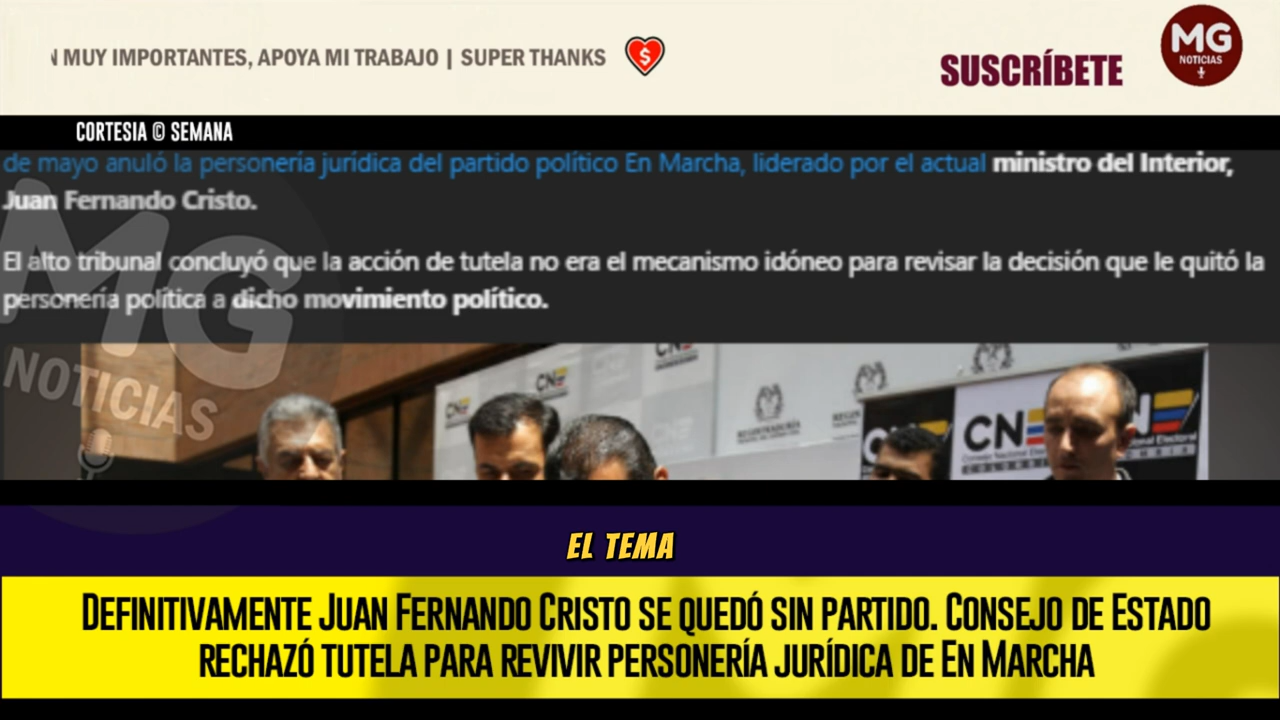 N MUY IMPORTANTES, APOYA MI TRABAJO | SUPER THANKS
SUSCRÍBETE
MG
NOTICIAS
CORTESIA © SEMANA
de mayo anuló la personería jurídica del partido político En Marcha, liderado por el actual ministro del Interior,
Juan Fernando Cristo.
El alto tribunal concluyó que la acción de tutela no era el mecanismo idóneo para revisar la decisión que le quitó la
personería política a dicho movimiento político.
MG
NOTICIAS
CNE
CNE
REGISTRADURÍA
CNE
Consejo Nacional Electoral
COLOMBIA
EL TEMA
DEFINITIVAMENTE JUAN FERNANDO CRISTO SE QUEDÓ SIN PARTIDO. CONSEJO DE ESTADO
RECHAZÓ TUTELA PARA REVIVIR PERSONERÍA JURÍDICA DE EN MARCHA